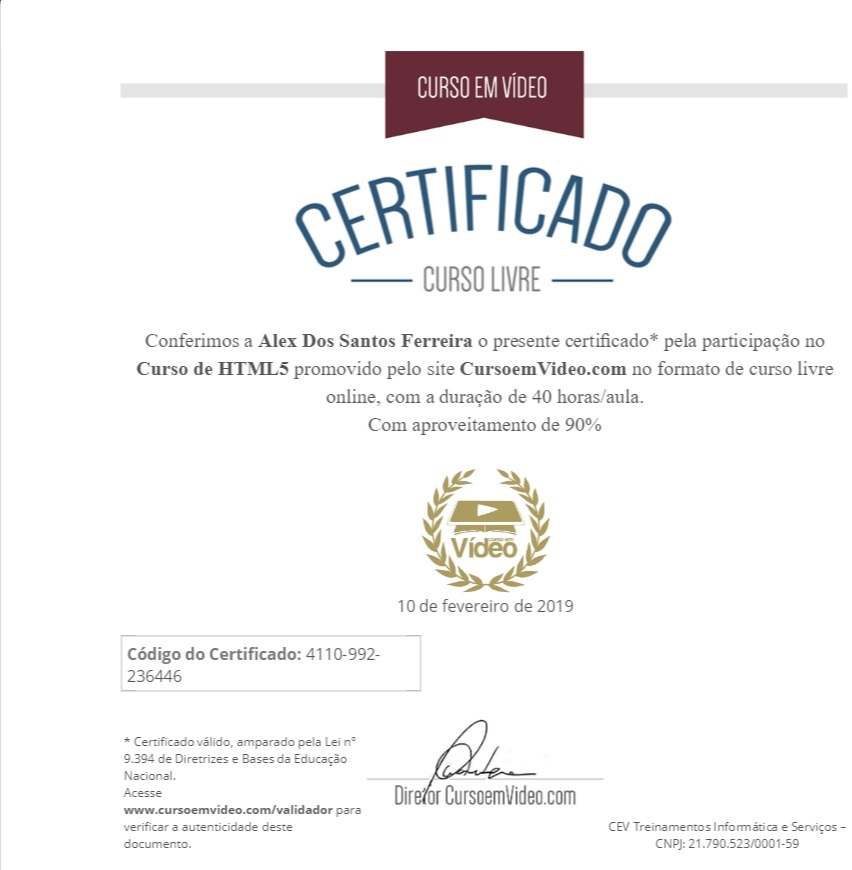 CURSO EM VÍDEO
CERTIFICADO
CURSO LIVRE
Conferimos a Alex Dos Santos Ferreira o presente certificado* pela participação no
Curso de HTML5 promovido pelo site CursoemVideo.com no formato de curso livre
online, com a duração de 40 horas/aula.
Com aproveitamento de 90%
curso em
Vídeo
10 de fevereiro de 2019
Código do Certificado: 4110-992-
236446
* Certificado válido, amparado pela Lei nº
9.394 de Diretrizes e Bases da Educação
Nacional.
Acesse
www.cursoemvideo.com/validador para
verificar a autenticidade deste
documento.
Diretor CursoemVideo.com
CEV Treinamentos Informática e Serviços –
CNPJ: 21.790.523/0001-59